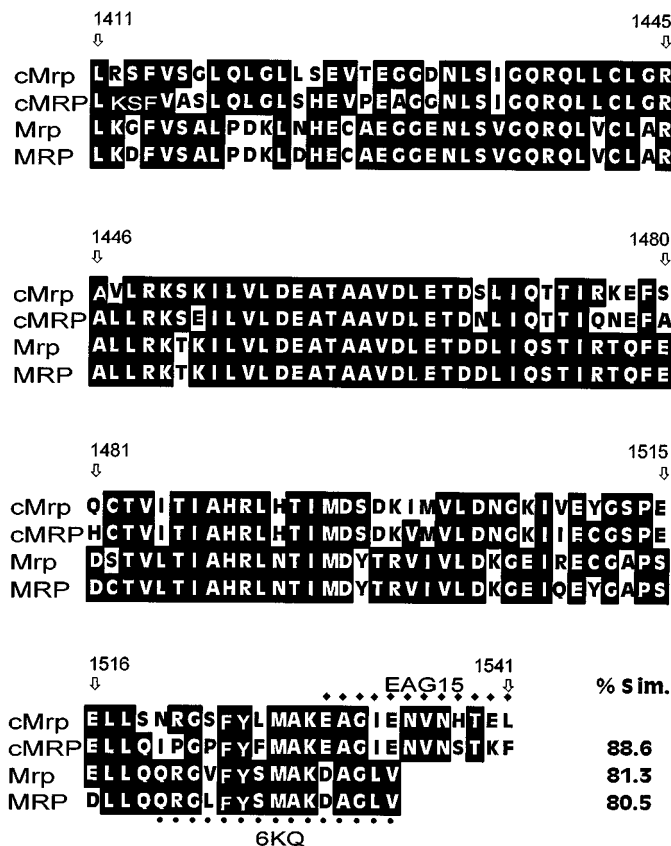 1411 1445
cMrp LRSFVSGLQLGLLSEVTEGGDNLSIGQRQLLCLGR
cMRP LKSFVASLQLGLSHEVPEAGGNLSIGQRQLLCLGR
Mrp LKGFVSALPDKLNHECAEGGENLSVGQRQLVCLAR
MRP LKDFVSALPDKLDHECAEGGENLSVGQRQLVCLAR
1446 1480
cMrp AVLRKSKILVLDEATAAVDLETDSLIQTTIRKEFS
cMRP ALLRKSEILVLDEATAAVDLETDNLIQTTIQNEFA
Mrp ALLRKTKILVLDEATAAVDLETDDLIQSTIRTQFE
MRP ALLRKTKILVLDEATAAVDLETDDLIQSTIRTQFE
1481 1515
cMrp QCTVITIAHRLHTIMDSDKIMVLDNGKIVEYGSPE
cMRP HCTVITIAHRLHTIMDSDKVMVLDNGKIIECGSPE
Mrp DSTVLTIAHRLNTIMDYTRVIVLDKGEIRECGAPS
MRP DCTVLTIAHRLNTIMDYTRVIVLDKGEIQEYGAPS
1516 EAG15 1541 % Sim.
cMrp ELLSNRGSFYLMAKEAGIENVNHTEL
cMRP ELLQIPGPFYFMAKEAGIENVNSTKF 88.6
Mrp ELLQQRGVFYSMAKDAGLV 81.3
MRP DLLQQRGLFYSMAKDAGLV 80.5
6KQ